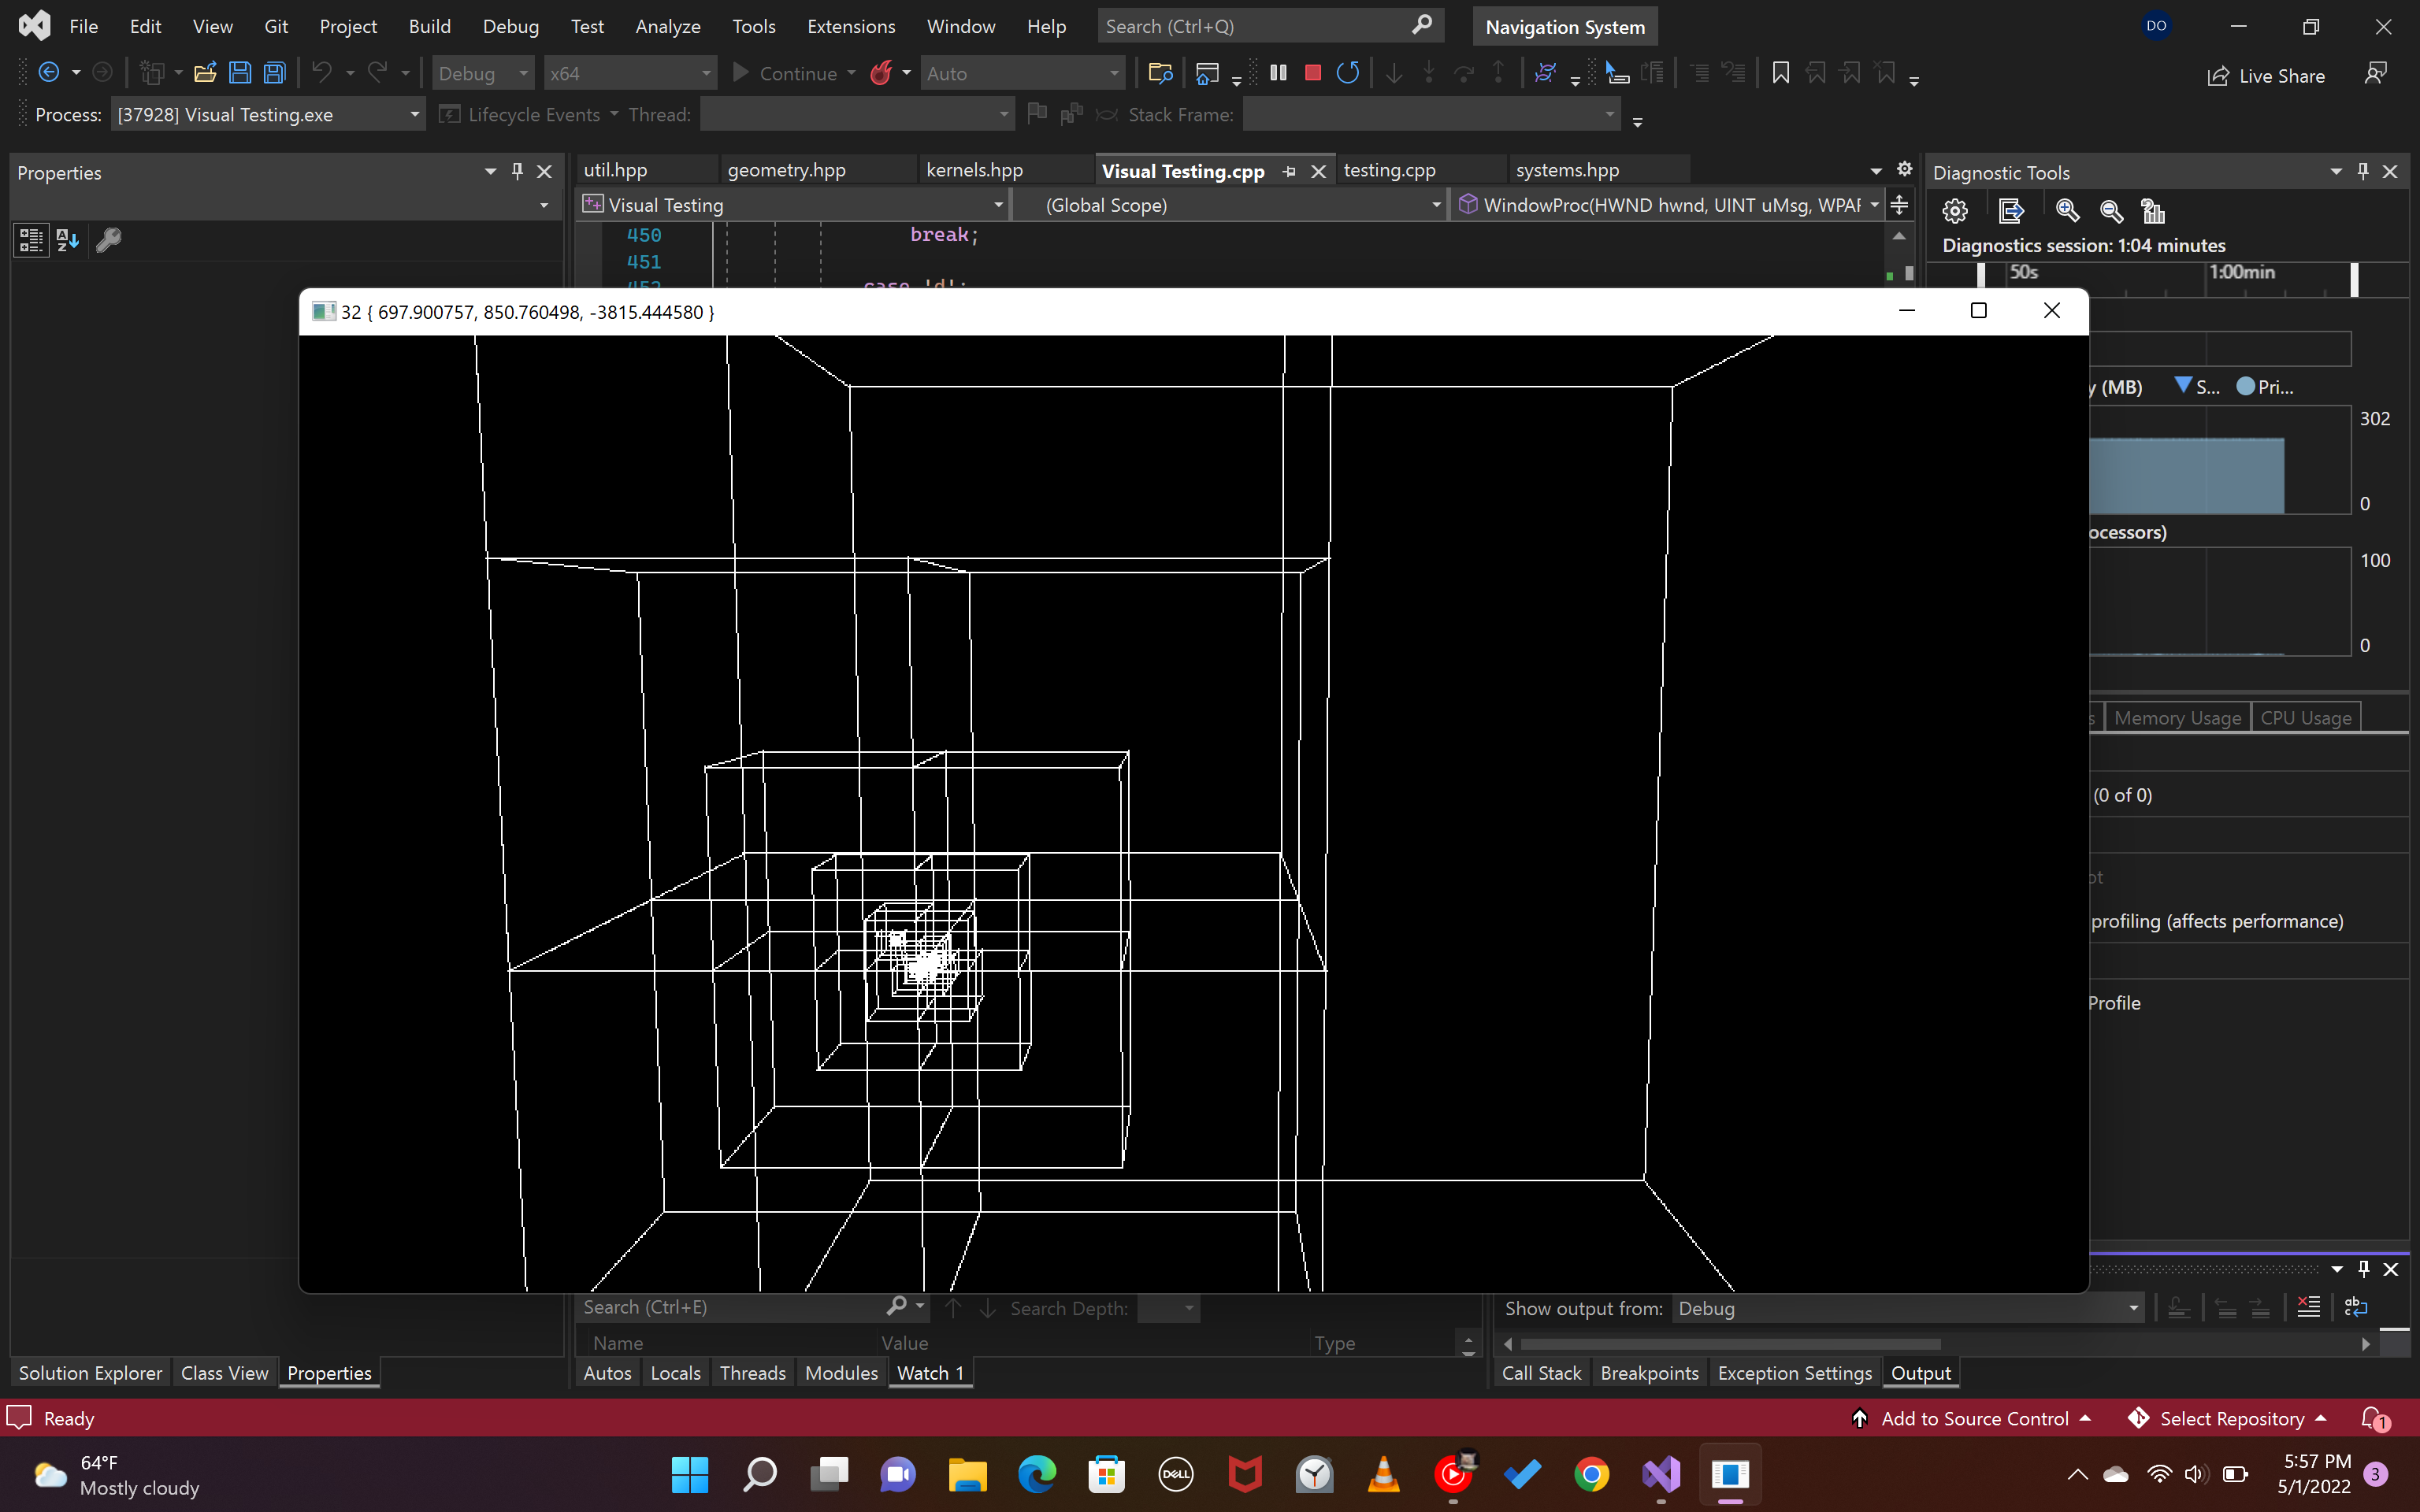 File Edit View Git Project Build Debug Test Analyze Tools Extensions Window Help Search (Ctrl+Q) Navigation System DO
Debug x64 Continue Auto Live Share
Process: [37928] Visual Testing.exe Lifecycle Events Thread: Stack Frame:
Properties
util.hpp geometry.hpp kernels.hpp Visual Testing.cpp testing.cpp systems.hpp
Diagnostic Tools
Visual Testing (Global Scope) WindowProc(HWND hwnd, UINT uMsg, WPAR
450 break;
451
452 case 'd':
Diagnostics session: 1:04 minutes
50s 1:00min
32 { 697.900757, 850.760498, -3815.444580 }
y (MB) S... Pri...
302
0
ocessors)
100
0
s Memory Usage CPU Usage
(0 of 0)
ot
profiling (affects performance)
Profile
Search (Ctrl+E) Search Depth:
Name Value Type
Show output from: Debug
Solution Explorer Class View Properties
Autos Locals Threads Modules Watch 1
Call Stack Breakpoints Exception Settings Output
Ready Add to Source Control Select Repository 1
64°F
Mostly cloudy
DELL
5:57 PM
5/1/2022
3